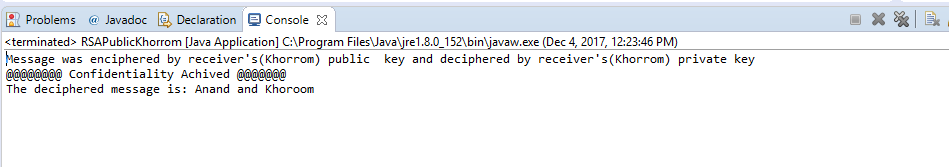 Problems @ Javadoc Declaration Console
<terminated> RSAPublicKhorrom [Java Application] C:\Program Files\Java\jre1.8.0_152\bin\javaw.exe (Dec 4, 2017, 12:23:46 PM)
Message was enciphered by receiver's(Khorrom) public  key and deciphered by receiver's(Khorrom) private key
@@@@@@@@ Confidentiality Achived @@@@@@@
The deciphered message is: Anand and Khoroom